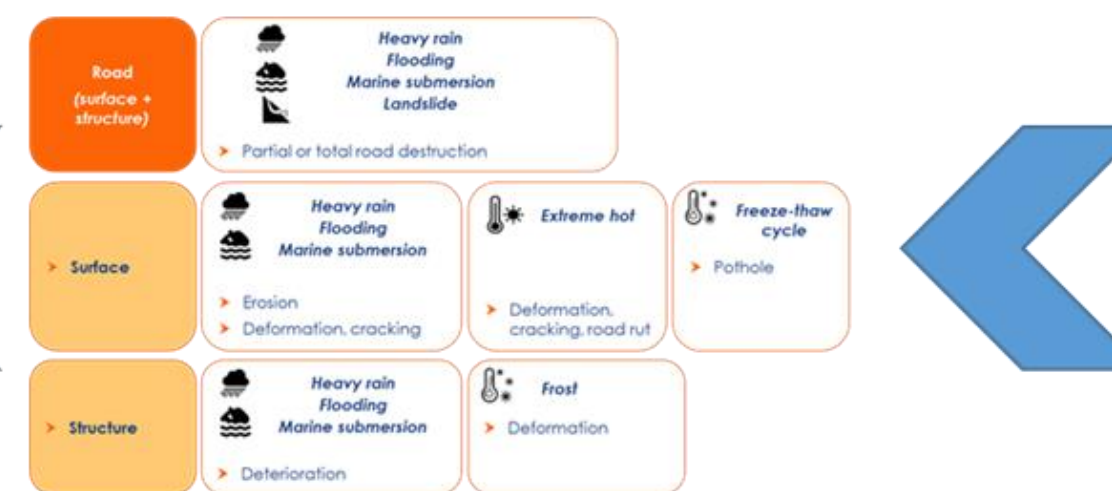 Road
(surface +
structure)
Heavy rain
Flooding
Marine submersion
Landslide
Partial or total road destruction
Surface
Heavy rain
Flooding
Marine submersion
Erosion
Deformation, cracking
Extreme hot
Deformation,
cracking, road rut
Freeze-thaw
cycle
Pothole
Structure
Heavy rain
Flooding
Marine submersion
Deterioration
Frost
Deformation